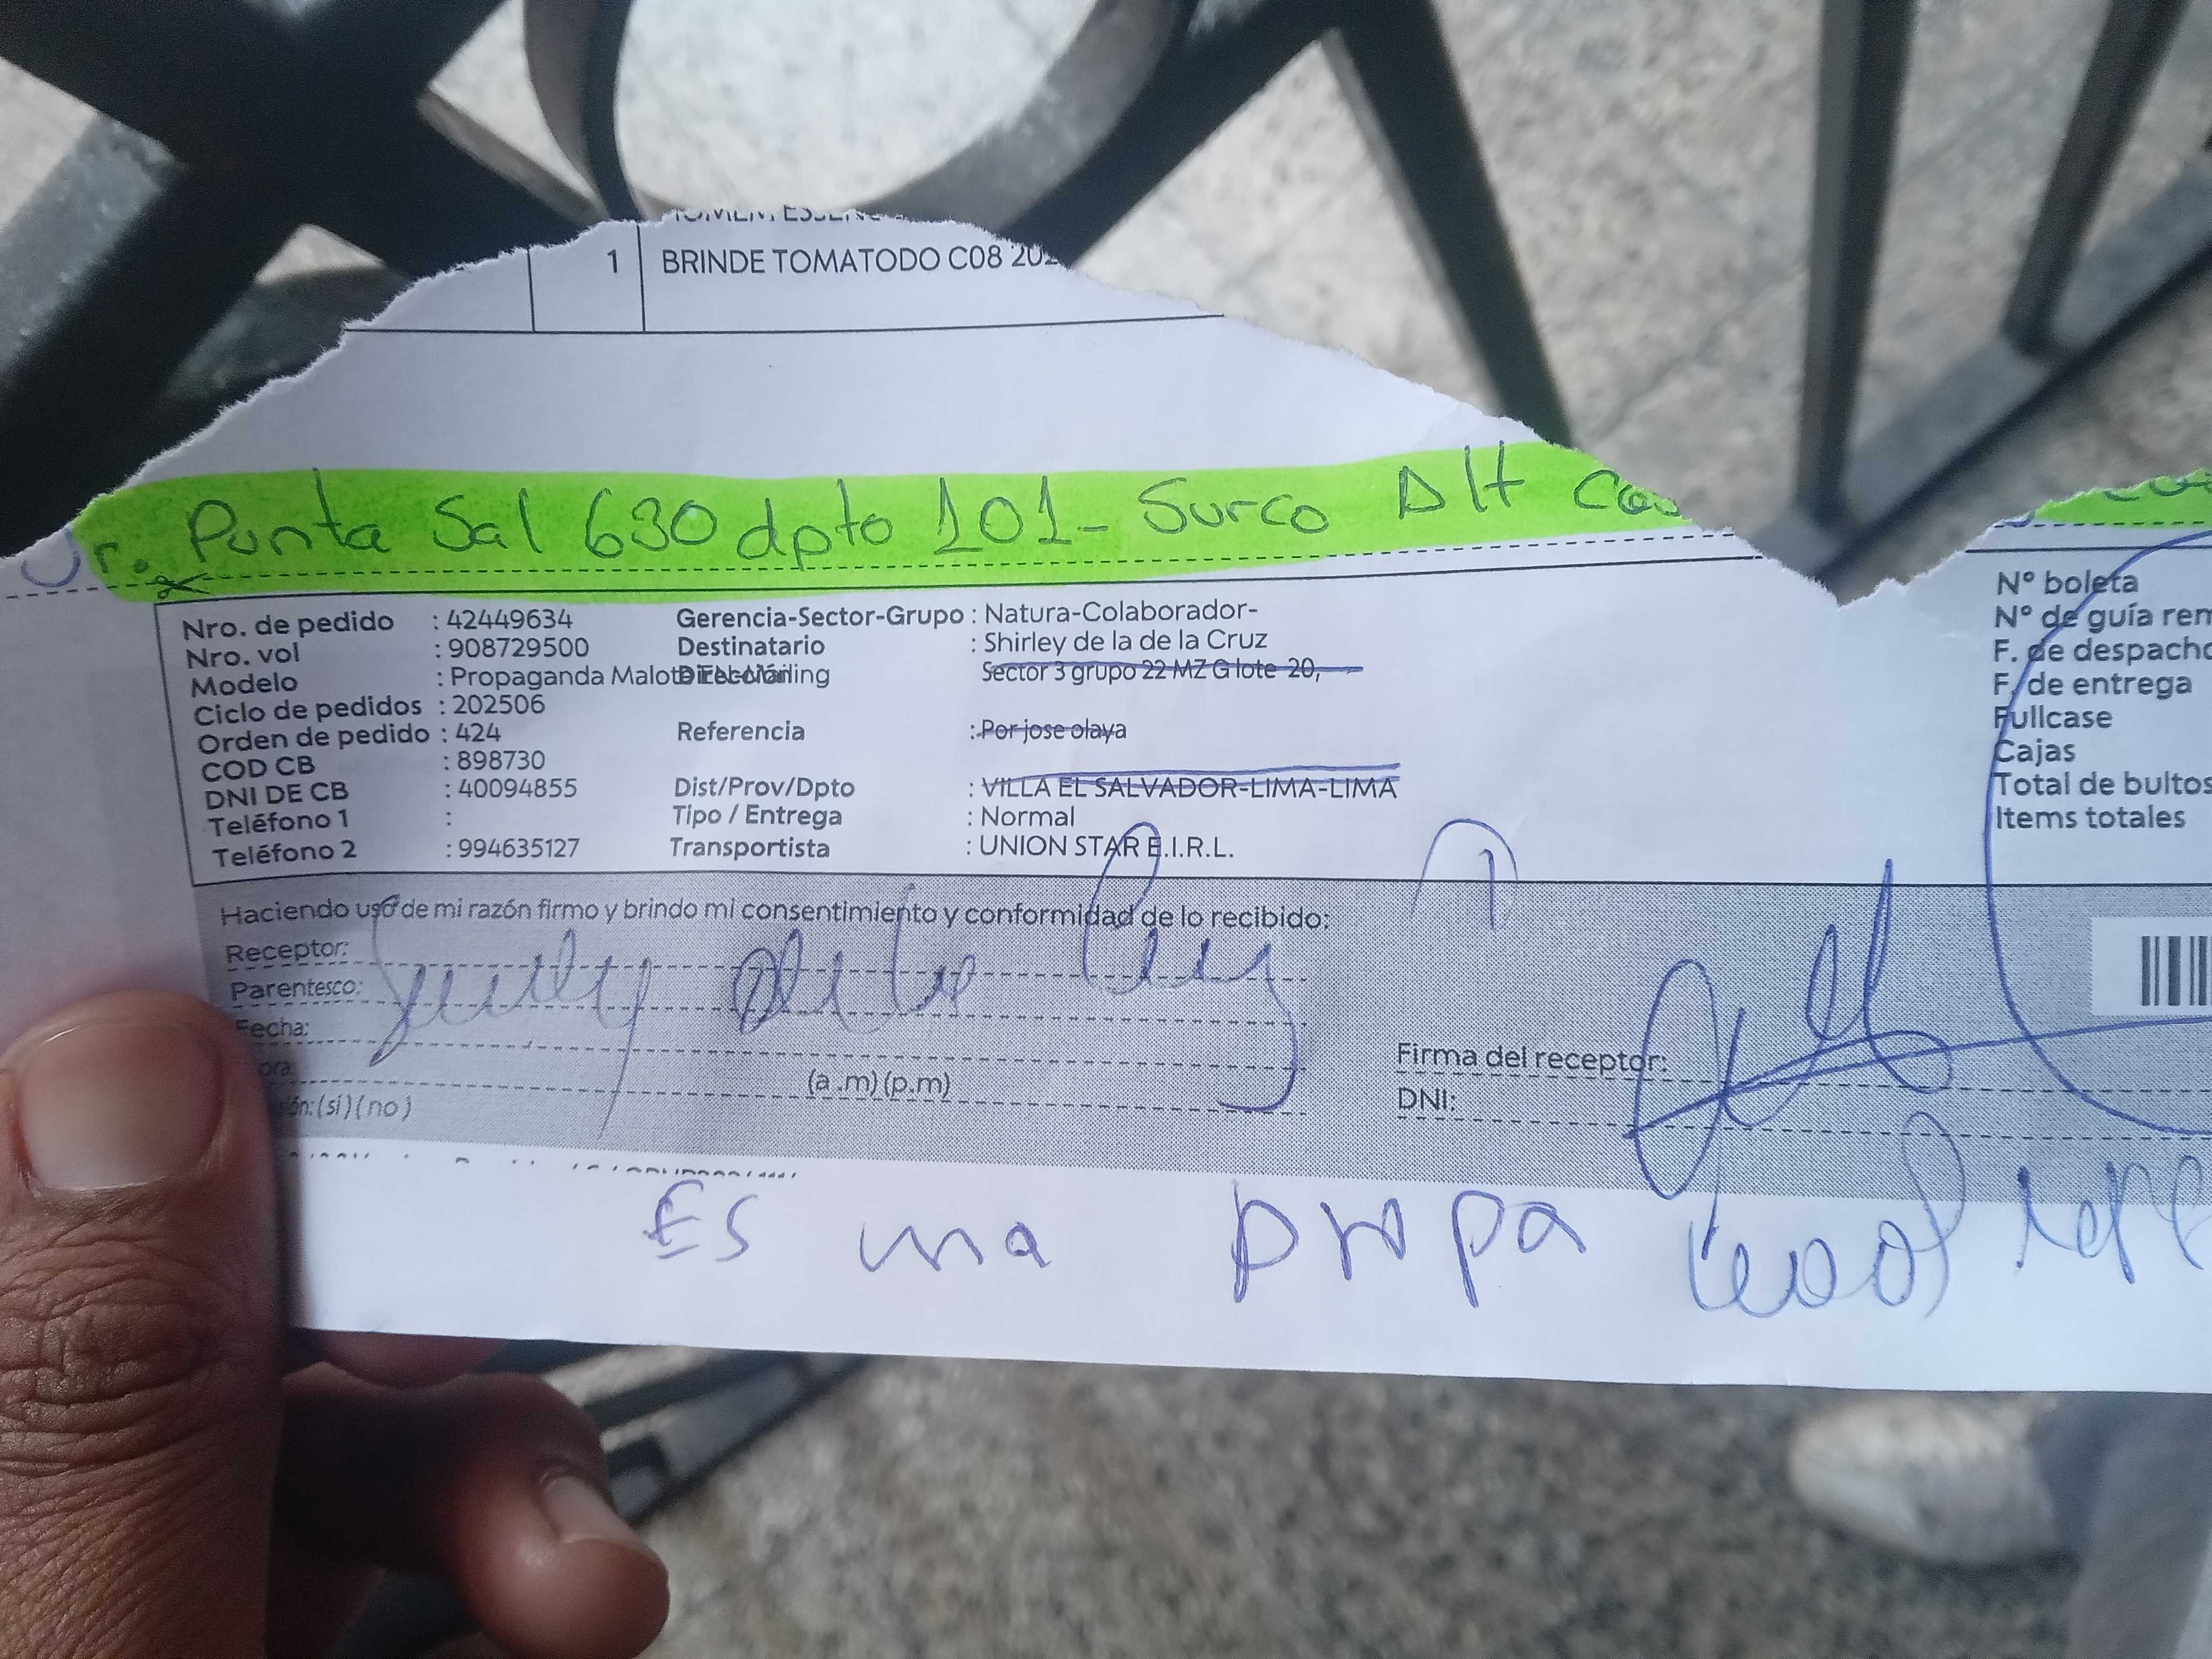 1 BRINDE TOMATODO C08
Jr. Punta Sal 630 dpto 101 - Surco Alt
Nro. de pedido : 42449634 Gerencia-Sector-Grupo : Natura-Colaborador- Nº boleta
Nro. vol : 908729500 Destinatario : Shirley de la de la Cruz Nº de guía
Modelo : Propaganda Dirección Sector 3 grupo 22 MZ G lote 20, F. de despacho
Ciclo de pedidos : 202506 F. de entrega
Orden de pedido : 424 Referencia : Por jose olaya Fullcase
COD CB : 898730 Cajas
DNI DE CB : 40094855 Dist/Prov/Dpto : VILLA EL SALVADOR-LIMA-LIMA Total de bultos
Teléfono 1 : Tipo / Entrega : Normal Items totales
Teléfono 2 : 994635127 Transportista : UNION STAR E.I.R.L.
Haciendo uso de mi razón firmo y brindo mi consentimiento y conformidad de lo recibido:
Receptor:
Parentesco:
Fecha:
(a .m) (p.m) Firma del receptor:
(si) (no) DNI:
Es una